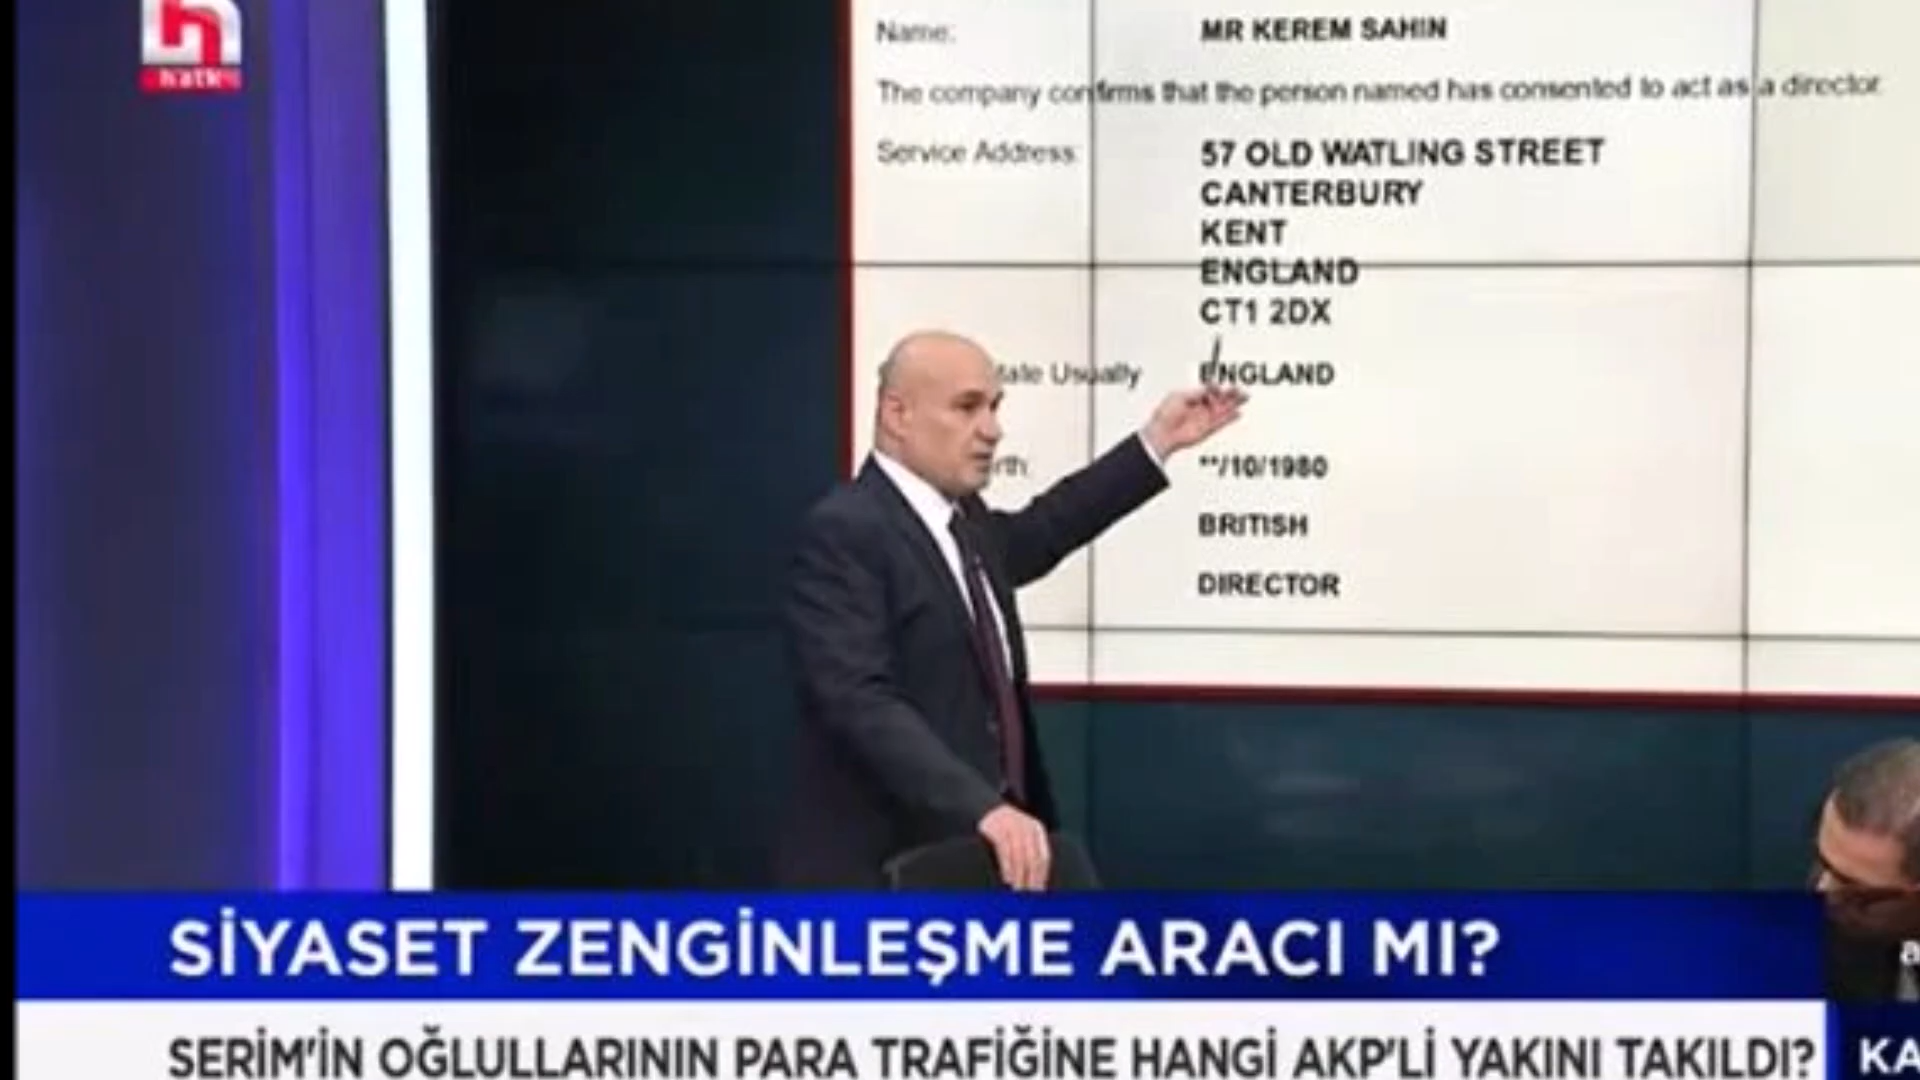 Halk
Name: MR KEREM SAHIN
The company confirms that the person named has consented to act as a director.
Service Address: 57 OLD WATLING STREET
CANTERBURY
KENT
ENGLAND
CT1 2DX
Usually ENGLAND
**/10/1980
BRITISH
DIRECTOR
SİYASET ZENGİNLEŞME ARACI MI?
SERİM'İN OĞLULLARININ PARA TRAFİĞİNE HANGİ AKP'Lİ YAKINI TAKILDI?
KA